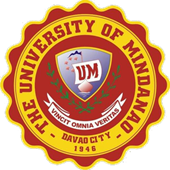 THE UNIVERSITY OF MINDANAO
UM
VINCIT OMNIA VERITAS
DAVAO CITY
1946